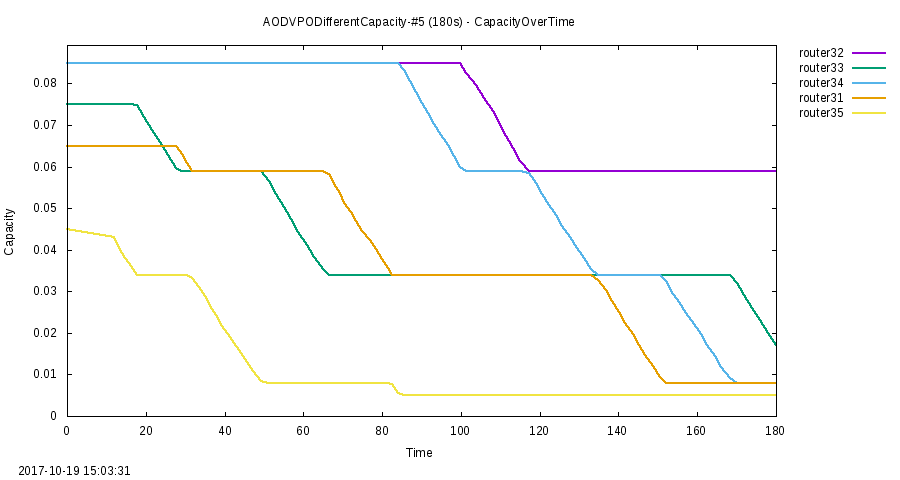 AODVPODifferentCapacity-#5 (180s) - CapacityOverTime
router32
router33
router34
router31
router35
0.08
0.07
0.06
0.05
0.04
0.03
0.02
0.01
0
Capacity
0 20 40 60 80 100 120 140 160 180
Time
2017-10-19 15:03:31